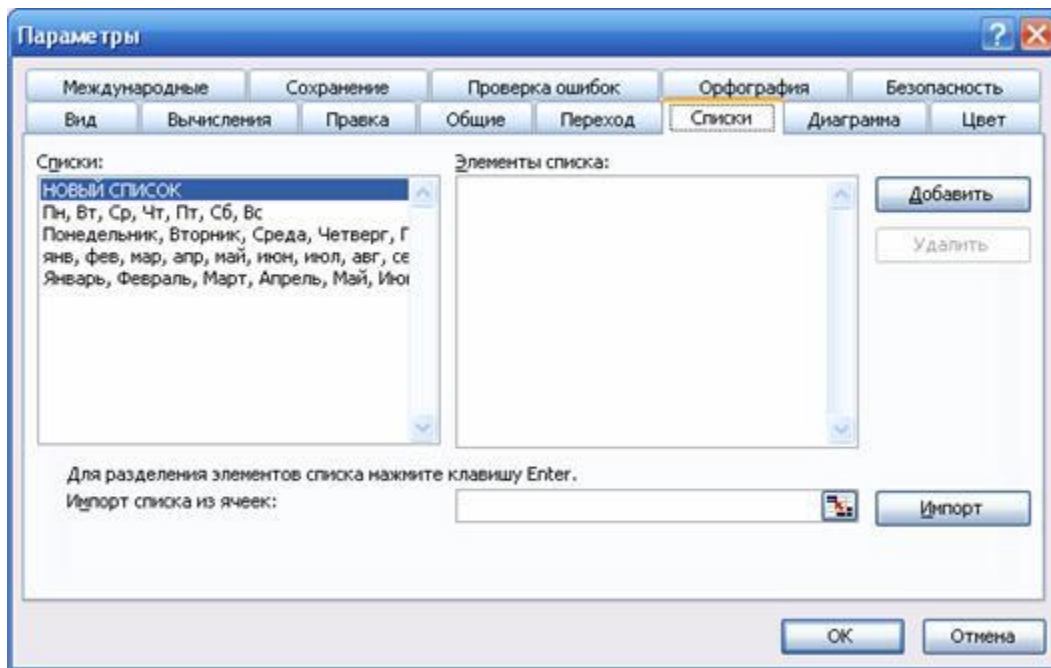 Параметры
Международные Сохранение Проверка ошибок Орфография Безопасность
Вид Вычисления Правка Общие Переход Списки Диаграмма Цвет
Списки: Элементы списка:
НОВЫЙ СПИСОК
Пн, Вт, Ср, Чт, Пт, Сб, Вс
Понедельник, Вторник, Среда, Четверг, П
янв, фев, мар, апр, май, июн, июл, авг, се
Январь, Февраль, Март, Апрель, Май, Июн
Добавить
Удалить
Для разделения элементов списка нажмите клавишу Enter.
Импорт списка из ячеек:
Импорт
ОК Отмена